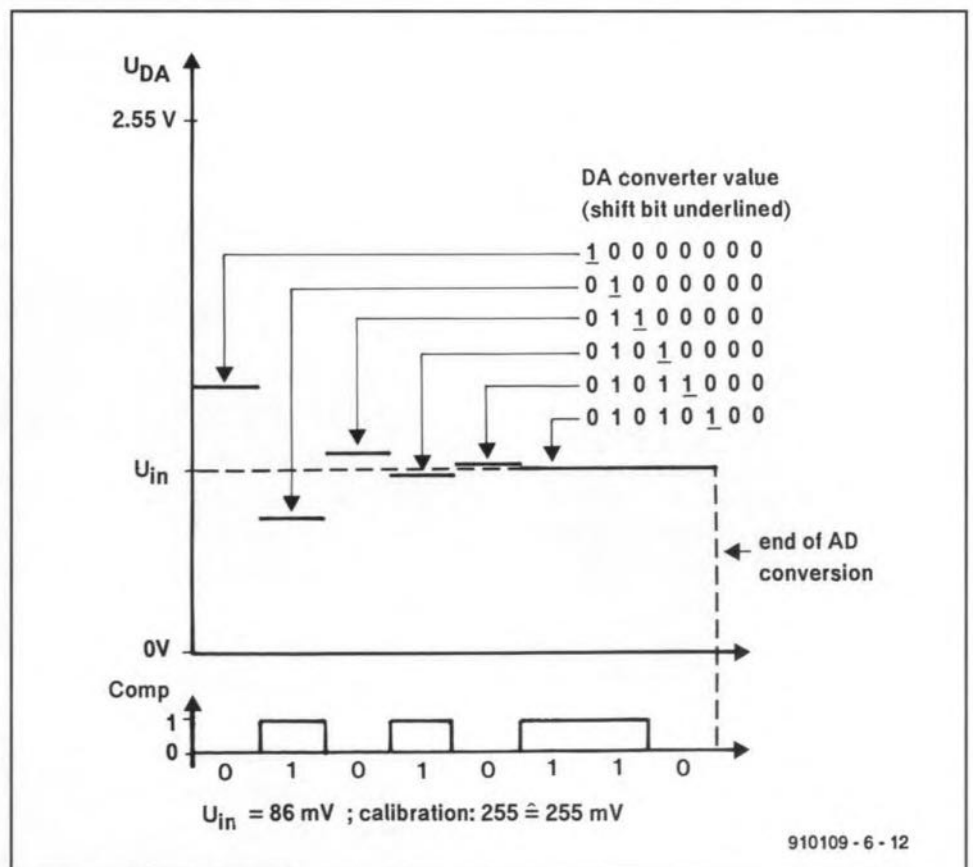 U_DA
2.55 V
DA converter value
(shift bit underlined)
1 0 0 0 0 0 0 0
0 1 0 0 0 0 0 0
0 1 1 0 0 0 0 0
0 1 0 1 0 0 0 0
0 1 0 1 1 0 0 0
0 1 0 1 0 1 0 0
U_in
end of AD
conversion
0V
Comp
1
0
0 1 0 1 0 1 1 0
U_in = 86 mV ; calibration: 255 ≙ 255 mV
910109 - 6 - 12